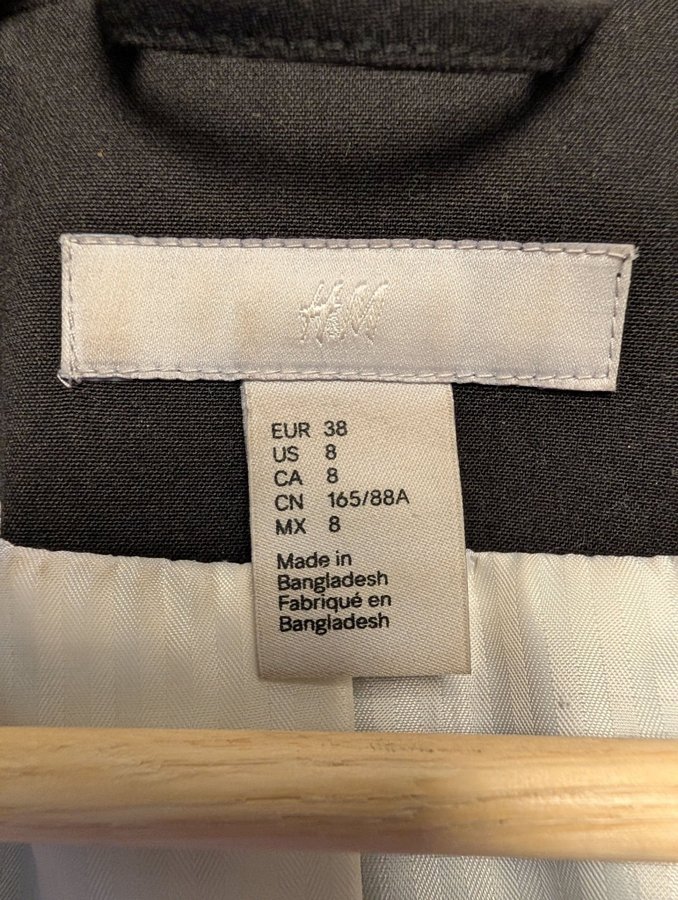 H&M
EUR 38
US 8
CA 8
CN 165/88A
MX 8
Made in
Bangladesh
Fabriqué en
Bangladesh